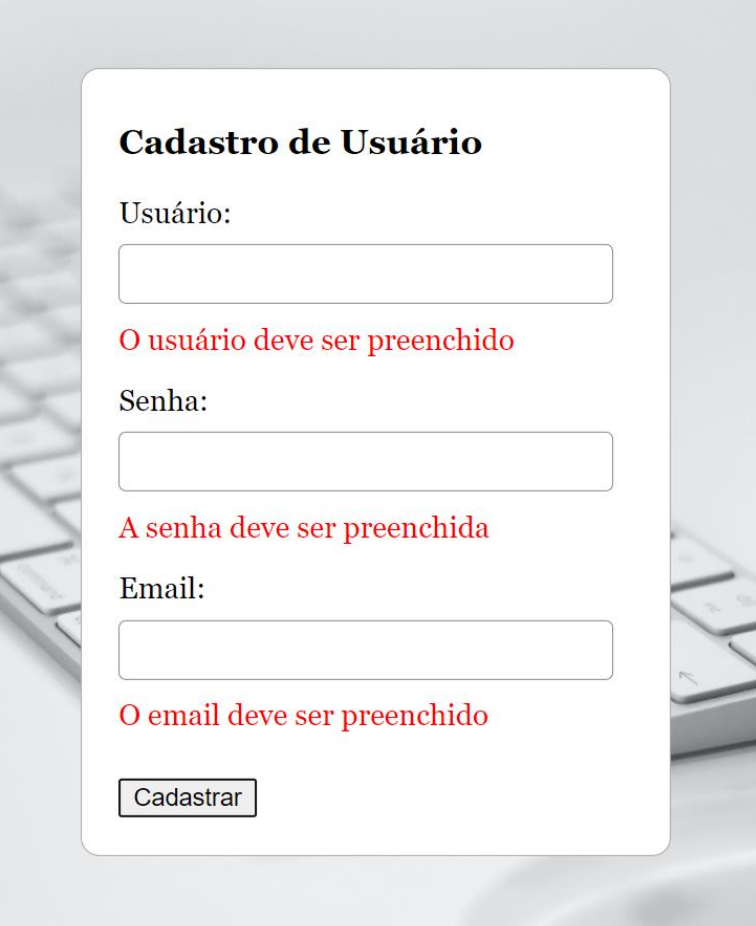 Cadastro de Usuário
Usuário:
O usuário deve ser preenchido
Senha:
A senha deve ser preenchida
Email:
O email deve ser preenchido
Cadastrar